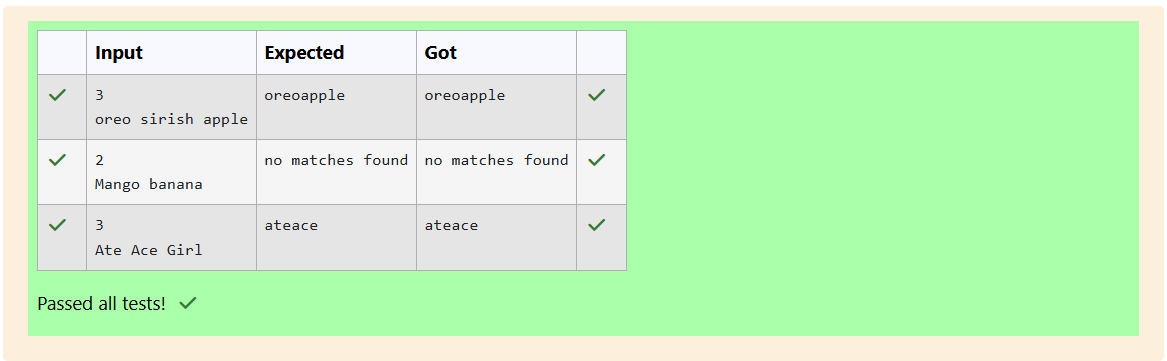 Input Expected Got
3 oreoapple oreoapple
oreo sirish apple
2 no matches found no matches found
Mango banana
3 ateace ateace
Ate Ace Girl
Passed all tests!